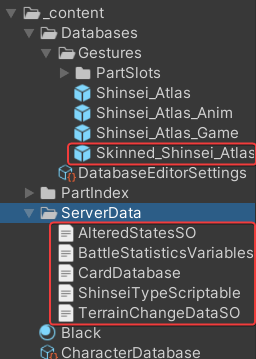 _content
Databases
Gestures
PartSlots
Shinsei_Atlas
Shinsei_Atlas_Anim
Shinsei_Atlas_Game
Skinned_Shinsei_Atlas
DatabaseEditorSettings
PartIndex
ServerData
AlteredStatesSO
BattleStatisticsVariables
CardDatabase
ShinseiTypeScriptable
TerrainChangeDataSO
Black
CharacterDatabase